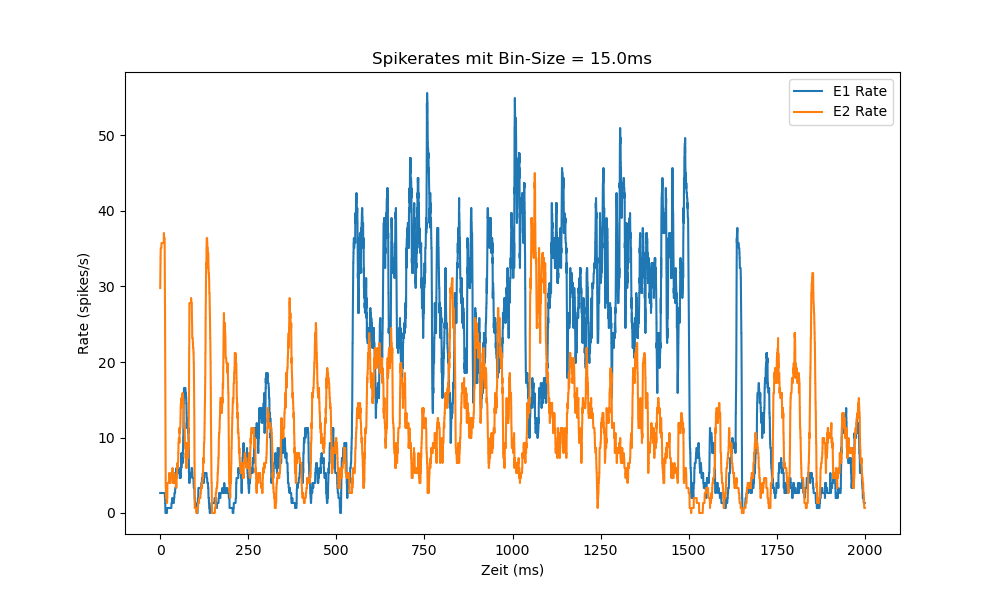 Spikerates mit Bin-Size = 15.0ms
E1 Rate
E2 Rate
Rate (spikes/s)
50
40
30
20
10
0
0 250 500 750 1000 1250 1500 1750 2000
Zeit (ms)